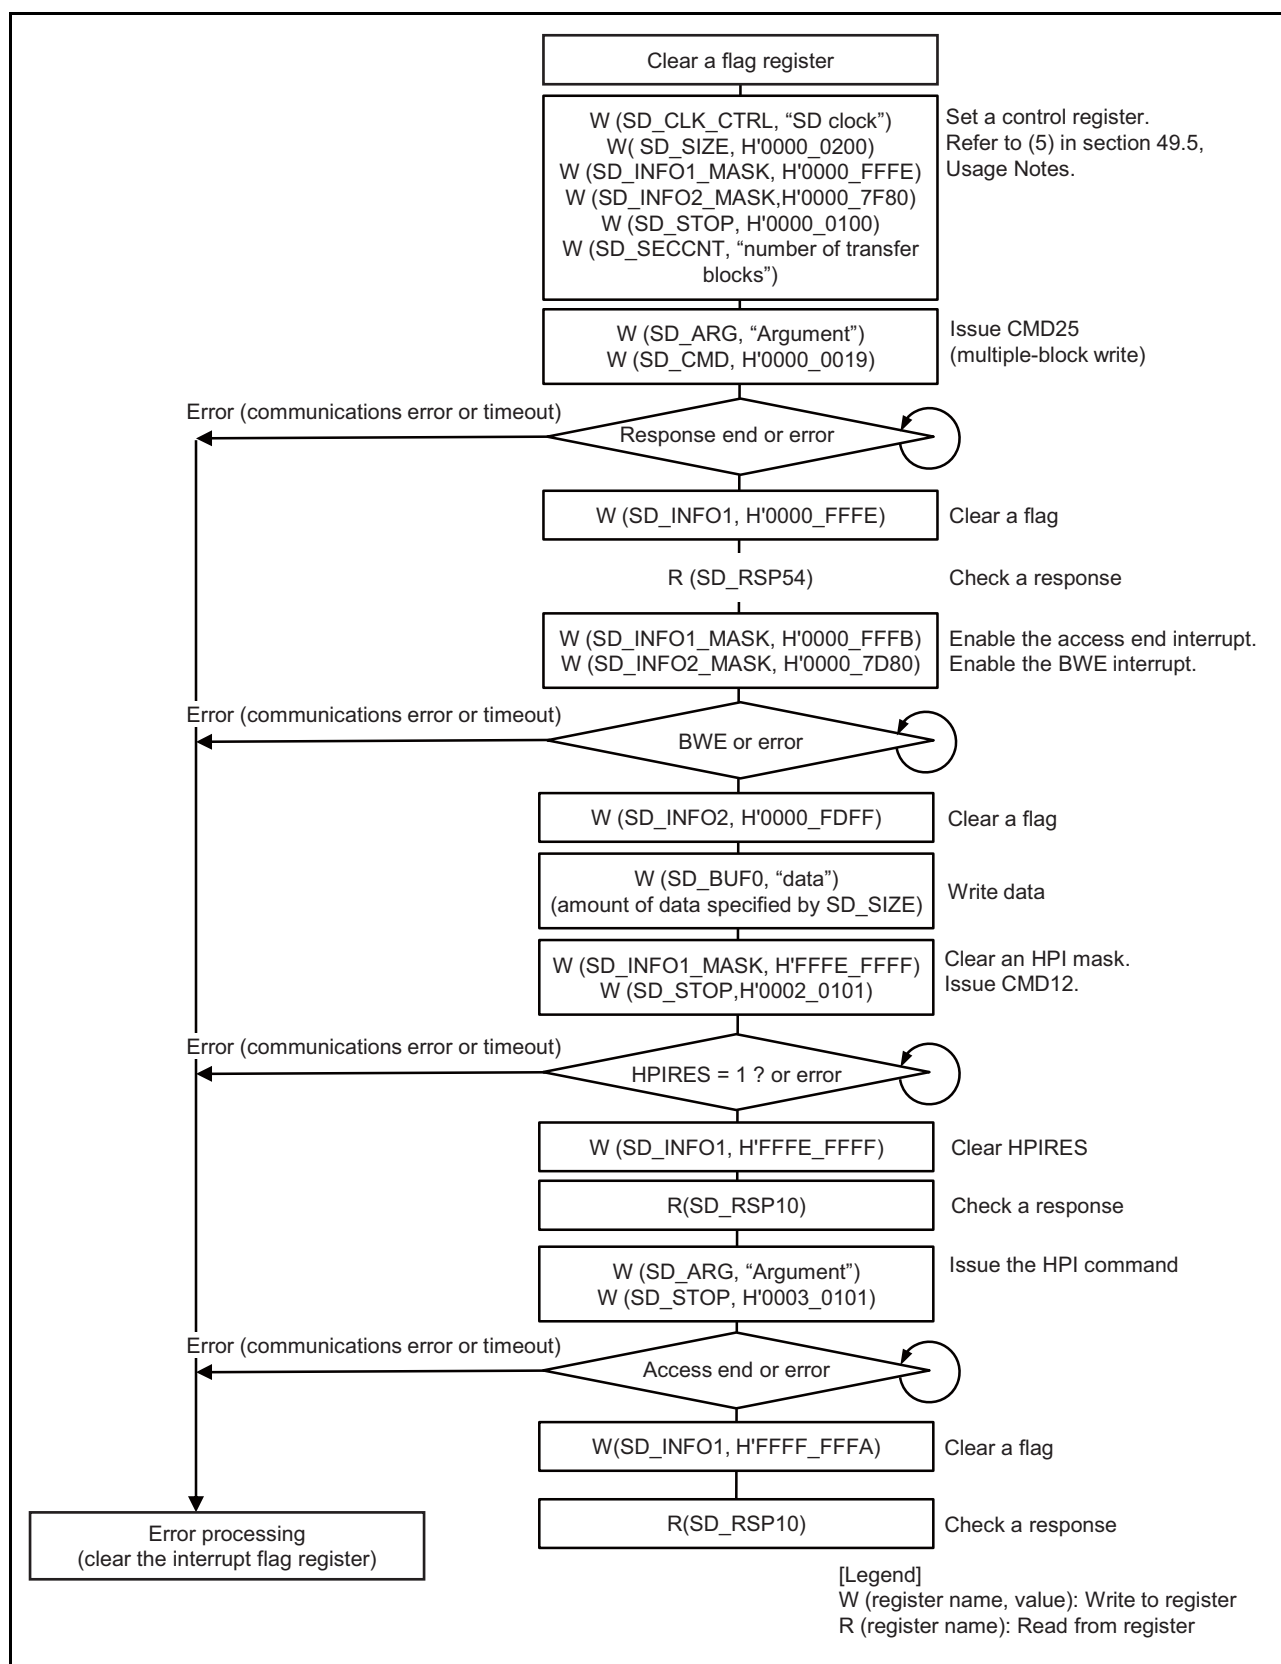 Clear a flag register
W (SD_CLK_CTRL, “SD clock”)
W( SD_SIZE, H'0000_0200)
W (SD_INFO1_MASK, H'0000_FFFE)
W (SD_INFO2_MASK,H'0000_7F80)
W (SD_STOP, H'0000_0100)
W (SD_SECCNT, “number of transfer
blocks”)
Set a control register.
Refer to (5) in section 49.5,
Usage Notes.
W (SD_ARG, “Argument”)
W (SD_CMD, H'0000_0019)
Issue CMD25
(multiple-block write)
Error (communications error or timeout)
Response end or error
W (SD_INFO1, H'0000_FFFE)
Clear a flag
R (SD_RSP54)
Check a response
W (SD_INFO1_MASK, H'0000_FFFB)
W (SD_INFO2_MASK, H'0000_7D80)
Enable the access end interrupt.
Enable the BWE interrupt.
Error (communications error or timeout)
BWE or error
W (SD_INFO2, H'0000_FDFF)
Clear a flag
W (SD_BUF0, “data”)
(amount of data specified by SD_SIZE)
Write data
W (SD_INFO1_MASK, H'FFFE_FFFF)
W (SD_STOP,H'0002_0101)
Clear an HPI mask.
Issue CMD12.
Error (communications error or timeout)
HPIRES = 1 ? or error
W (SD_INFO1, H'FFFE_FFFF)
Clear HPIRES
R(SD_RSP10)
Check a response
W (SD_ARG, “Argument”)
W (SD_STOP, H'0003_0101)
Issue the HPI command
Error (communications error or timeout)
Access end or error
W(SD_INFO1, H'FFFF_FFFA)
Clear a flag
R(SD_RSP10)
Check a response
Error processing
(clear the interrupt flag register)
[Legend]
W (register name, value): Write to register
R (register name): Read from register